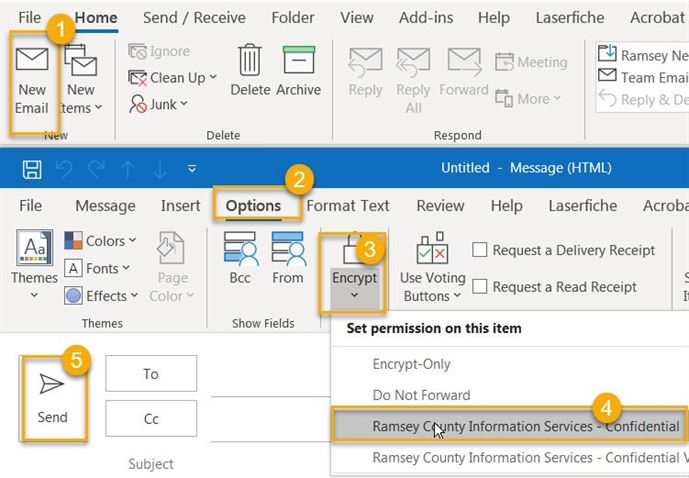 File Home Send / Receive Folder View Add-ins Help Laserfiche Acrobat
1
Ignore
Clean Up
Junk
New Email
New Items
Delete
Archive
Reply
Reply All
Forward
Meeting
More
Ramsey Ne
Team Emai
Reply & De
New Delete Respond
Untitled - Message (HTML)
2
File Message Insert Options Format Text Review Help Laserfiche Acroba
3
Themes
Colors
Fonts
Effects
Page Color
Bcc
From
Encrypt
Use Voting Buttons
Request a Delivery Receipt
Request a Read Receipt
S
It
Themes Show Fields
Set permission on this item
Encrypt-Only
Do Not Forward
4
Ramsey County Information Services - Confidential
Ramsey County Information Services - Confidential V
5
Send
To
Cc
Subject